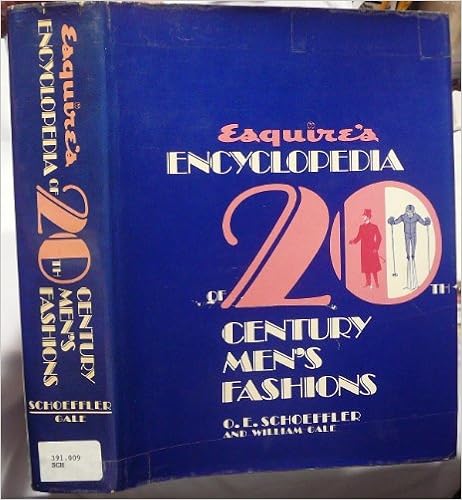 Esquire's
ENCYCLOPEDIA
OF 20TH
CENTURY
MEN'S
FASHIONS
O. E. SCHOEFFLER
AND WILLIAM GALE
Esquire's
ENCYCLOPEDIA OF
20TH
CENTURY
MEN'S
FASHIONS
SCHOEFFLER
GALE
391.009
SCH